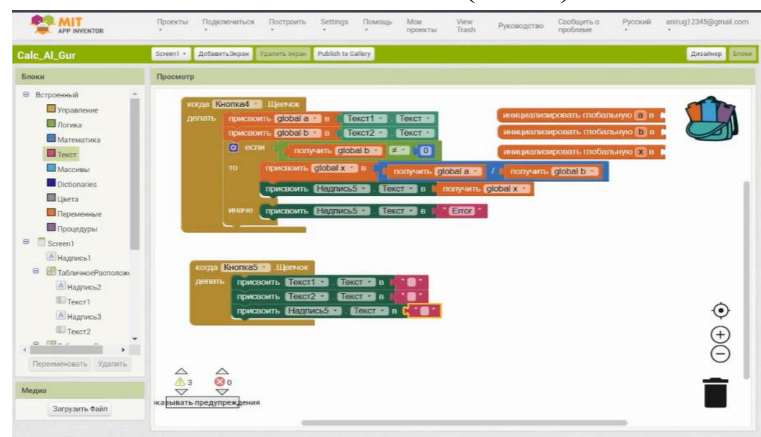 MIT
APP INVENTOR
Проекты Подключиться Построить Settings Помощь Мои проекты View Trash Руководство Сообщить о проблеме Русский anirug12345@gmail.com
Calc_Al_Gur
Screen1 ДобавитьЭкран Удалить экран Publish to Gallery Дизайнер Блоки
Блоки
Просмотр
Встроенный
Управление
Логика
Математика
Текст
Массивы
Dictionaries
Цвета
Переменные
Процедуры
Screen1
Надпись1
ТабличноеРасположе
Надпись2
Текст1
Надпись3
Текст2
Переименовать Удалить
Медиа
Загрузить Файл
когда Кнопка4 Щелчок
делать присвоить global a в Текст1 Текст
присвоить global b в Текст2 Текст
если получить global b ≠ 0
то присвоить global x в получить global a / получить global b
присвоить Надпись5 Текст в получить global x
иначе присвоить Надпись5 Текст в " Error "
инициализировать глобальную a в
инициализировать глобальную b в
инициализировать глобальную x в
когда Кнопка5 Щелчок
делать присвоить Текст1 Текст в " "
присвоить Текст2 Текст в " "
присвоить Надпись5 Текст в " "
3 0
казывать предупреждения